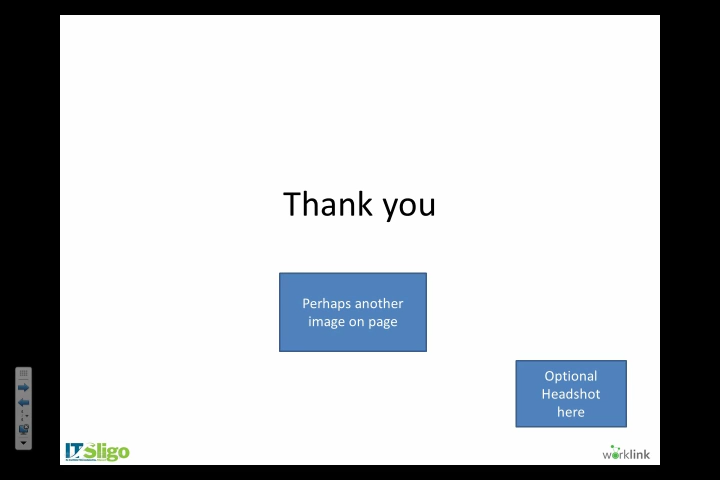 Thank you
Perhaps another
image on page
Optional
Headshot
here
IT Sligo
worklink